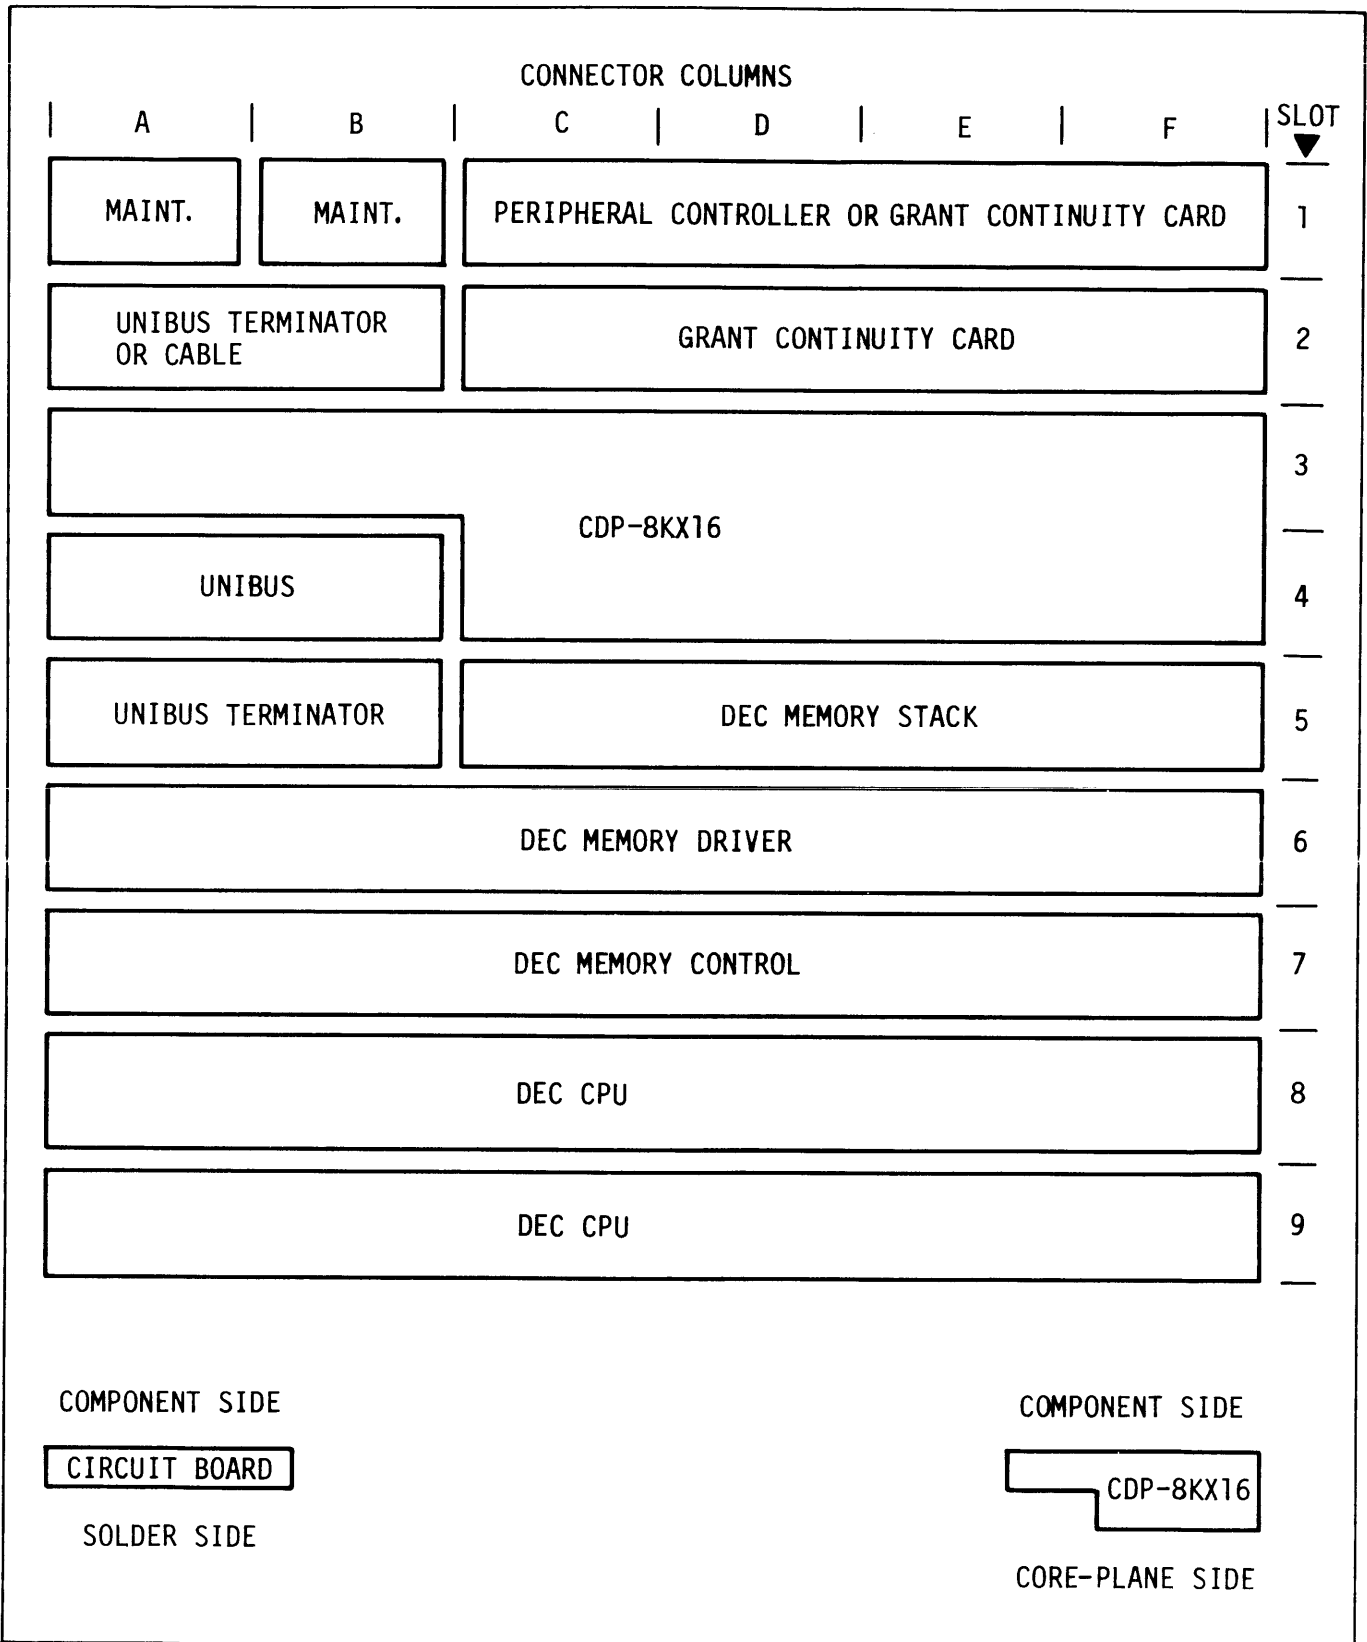 CONNECTOR COLUMNS
A B C D E F SLOT
MAINT. MAINT. PERIPHERAL CONTROLLER OR GRANT CONTINUITY CARD 1
UNIBUS TERMINATOR
OR CABLE
GRANT CONTINUITY CARD 2
3
CDP-8KX16
UNIBUS 4
UNIBUS TERMINATOR DEC MEMORY STACK 5
DEC MEMORY DRIVER 6
DEC MEMORY CONTROL 7
DEC CPU 8
DEC CPU 9
COMPONENT SIDE
CIRCUIT BOARD
SOLDER SIDE
COMPONENT SIDE
CDP-8KX16
CORE-PLANE SIDE